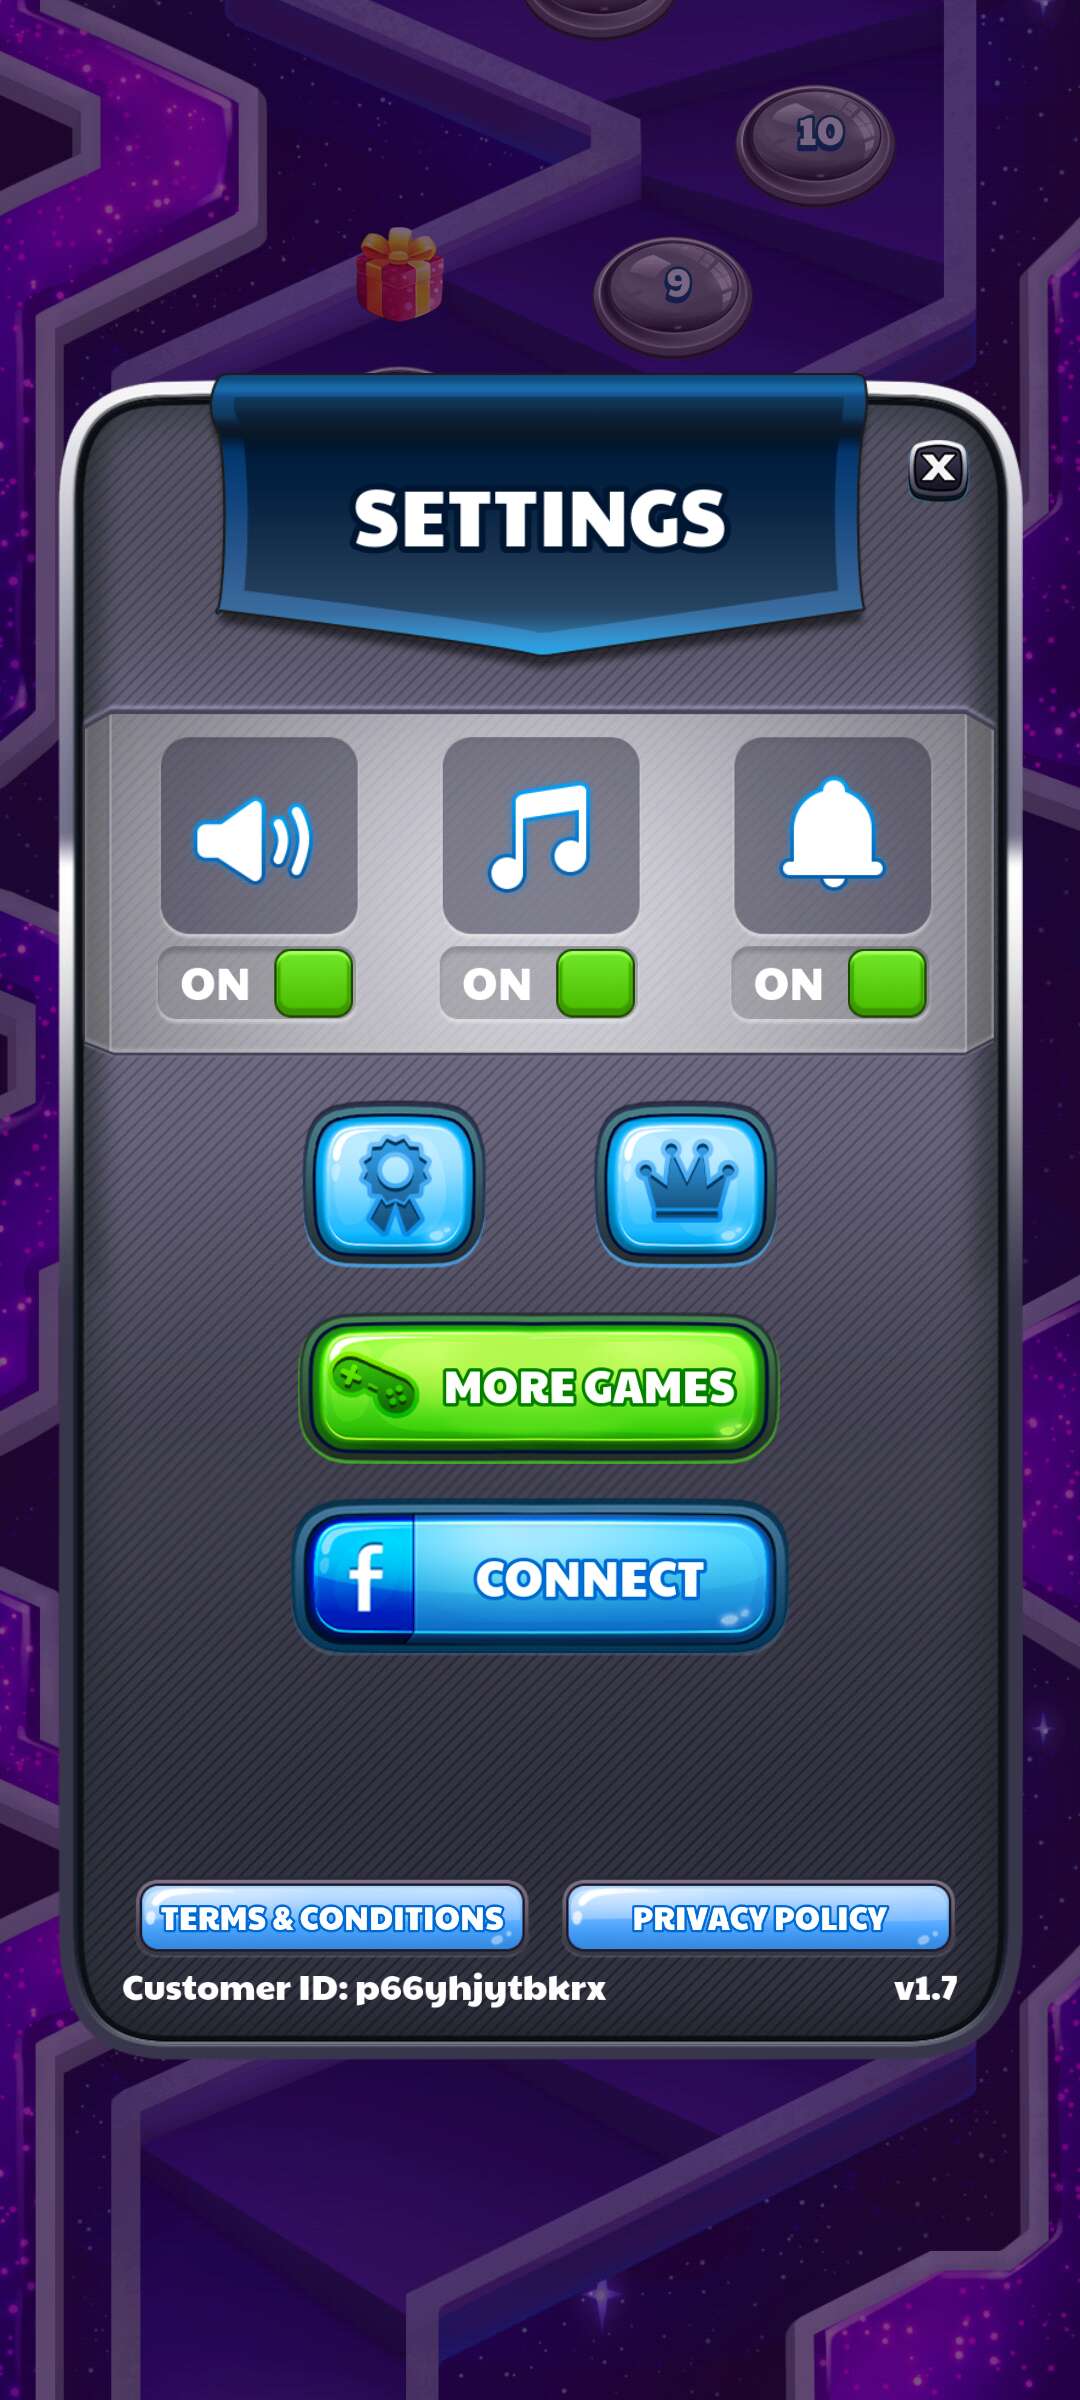 10
9
X
SETTINGS
ON
ON
ON
MORE GAMES
f
CONNECT
TERMS & CONDITIONS
PRIVACY POLICY
Customer ID: p66yhjytbkrx
v1.7